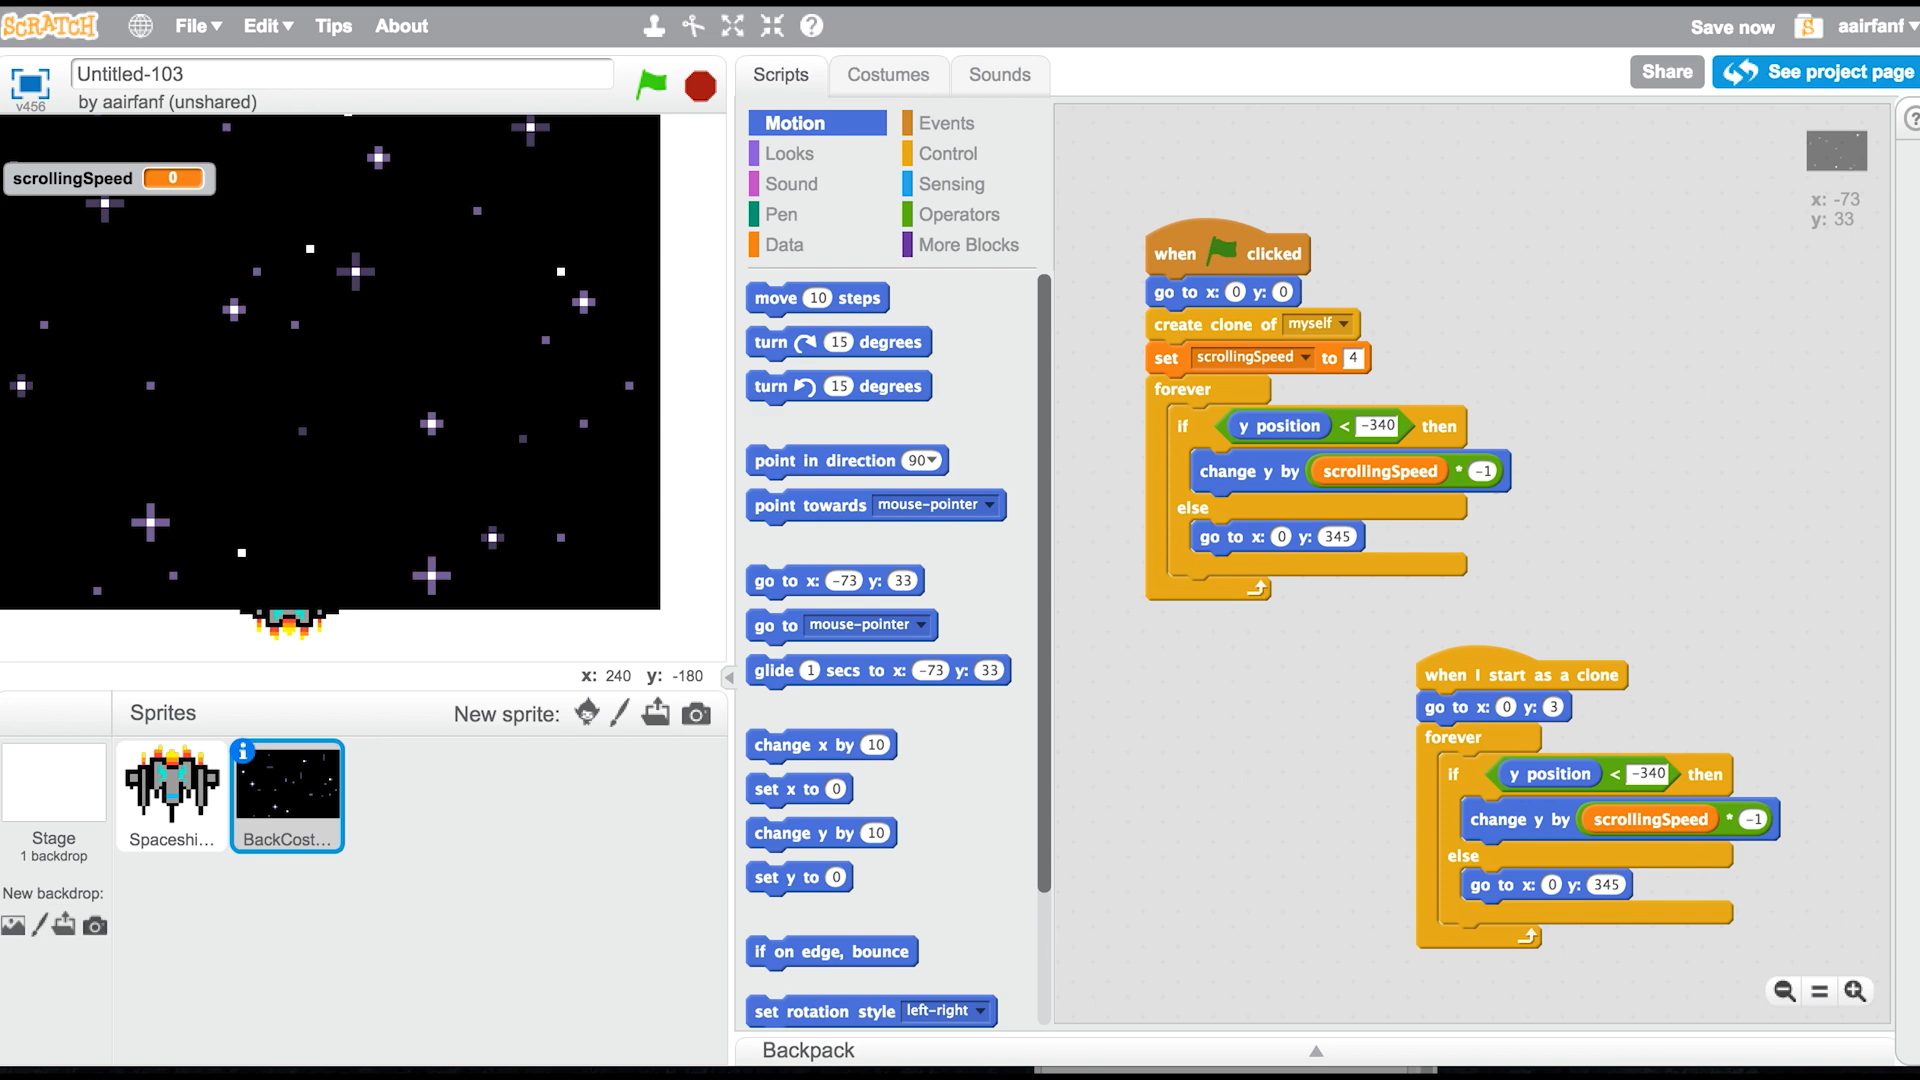 SCRATCH
File
Edit
Tips
About
Save now
aairfanf
Untitled-103
by aairfanf (unshared)
v456
Scripts
Costumes
Sounds
Share
See project page
scrollingSpeed 0
Motion
Looks
Sound
Pen
Data
Events
Control
Sensing
Operators
More Blocks
move 10 steps
turn 15 degrees
turn 15 degrees
point in direction 90
point towards mouse-pointer
go to x: -73 y: 33
go to mouse-pointer
glide 1 secs to x: -73 y: 33
change x by 10
set x to 0
change y by 10
set y to 0
if on edge, bounce
set rotation style left-right
x: -73
y: 33
when clicked
go to x: 0 y: 0
create clone of myself
set scrollingSpeed to 4
forever
if y position < -340 then
change y by scrollingSpeed * -1
else
go to x: 0 y: 345
when I start as a clone
go to x: 0 y: 3
forever
if y position < -340 then
change y by scrollingSpeed * -1
else
go to x: 0 y: 345
x: 240 y: -180
Sprites
New sprite:
Stage
1 backdrop
New backdrop:
Spaceshi...
BackCost...
Backpack